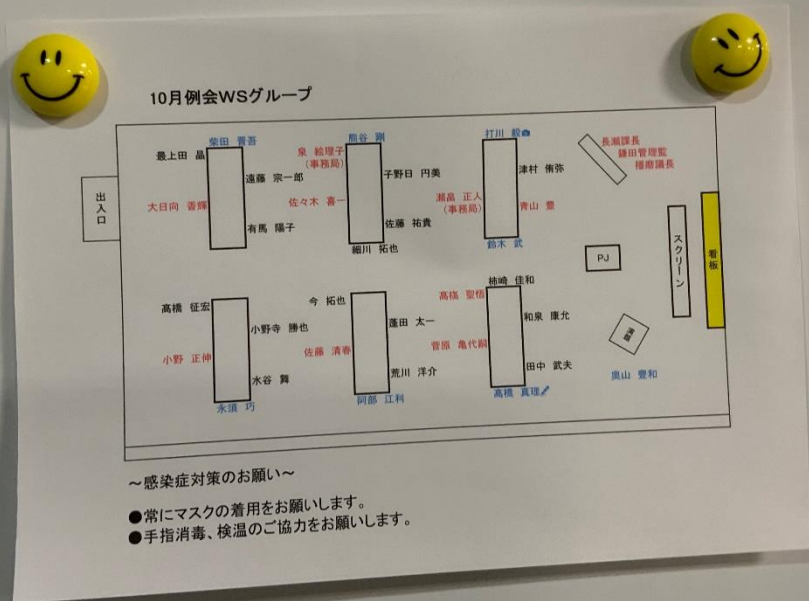 10月例会WSグループ
出入口
柴田 晋吾
最上田 晶
遠藤 宗一郎
大日向 香輝
有馬 陽子
熊谷 剛
泉 絵理子
(事務局)
子野日 円美
佐々木 喜一
佐藤 祐貴
細川 拓也
打川 毅
津村 侑弥
瀬畠 正人
(事務局)
青山 豊
鈴木 武
長瀬課長
鎌田管理監
播磨議長
PJ
スクリーン
看板
高橋 征宏
小野寺 勝也
小野 正伸
水谷 舞
永須 巧
今 拓也
蓬田 太一
佐藤 清春
荒川 洋介
阿部 江利
柿崎 佳和
高槗 聖悟
和泉 康允
菅原 亀代嗣
田中 武夫
高橋 真理
演題
奥山 豊和
～感染症対策のお願い～
●常にマスクの着用をお願いします。
●手指消毒、検温のご協力をお願いします。